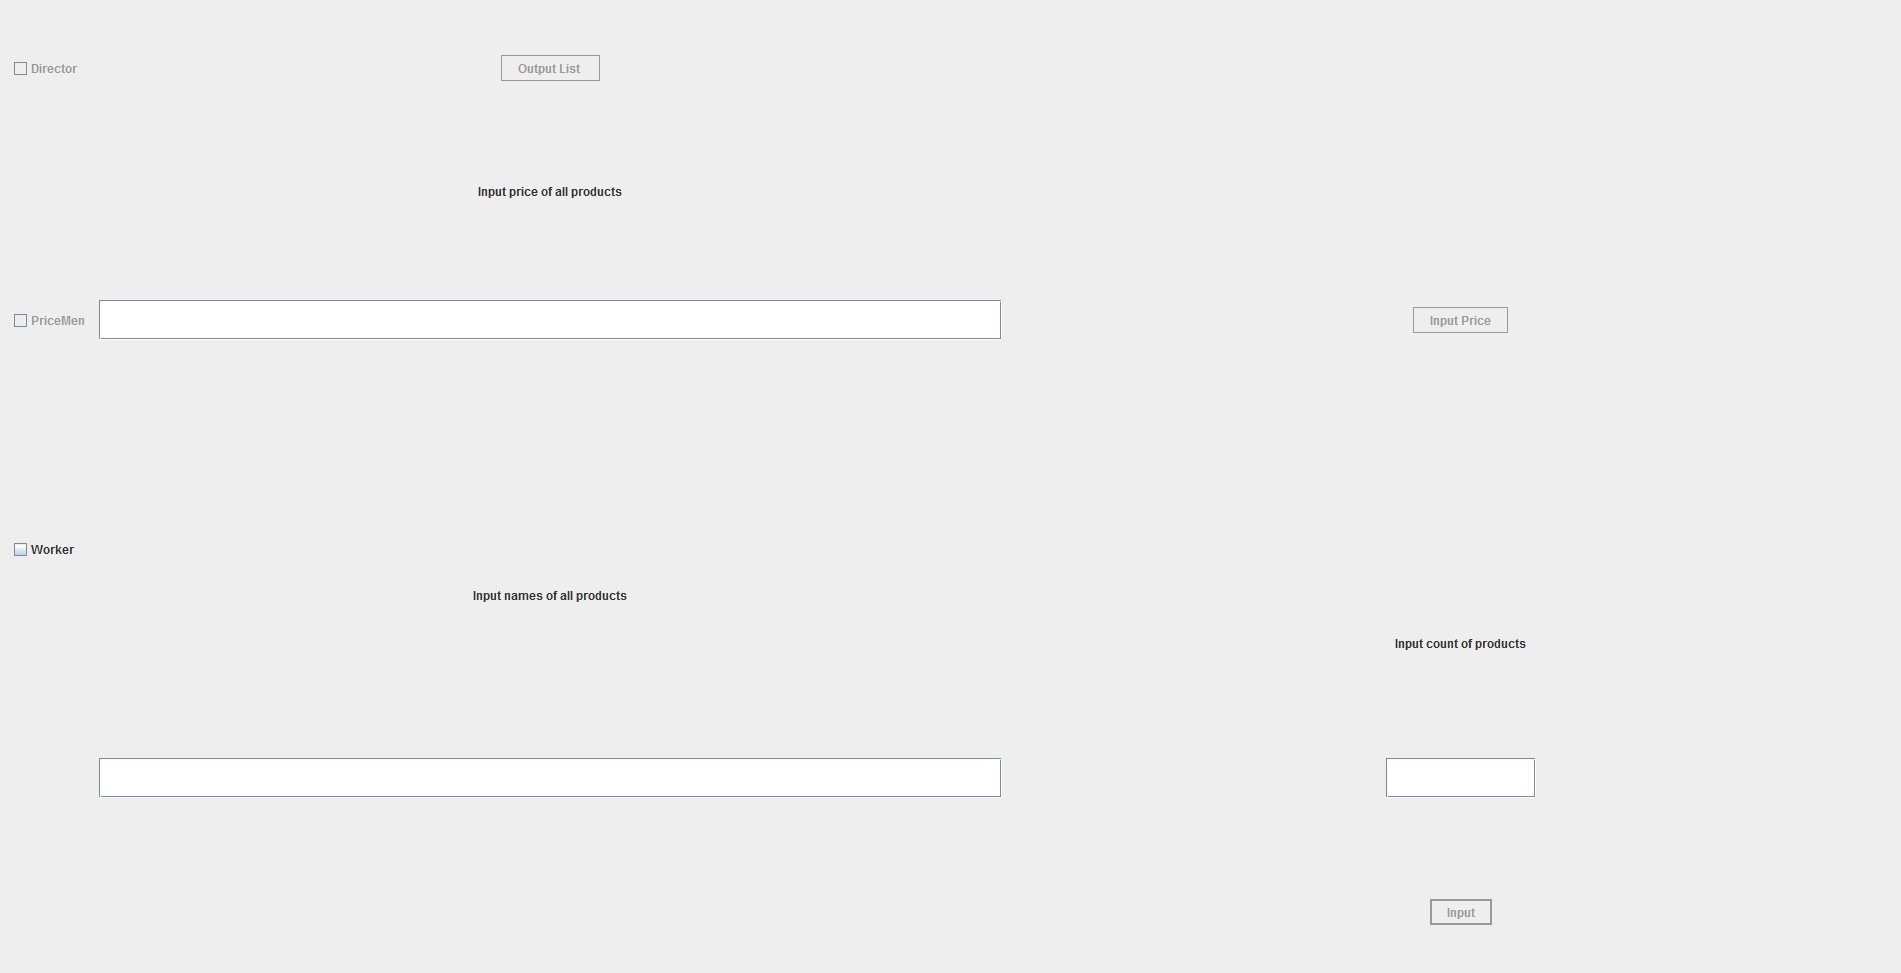 Director
Output List
Input price of all products
PriceMen
Input Price
Worker
Input names of all products
Input count of products
Input